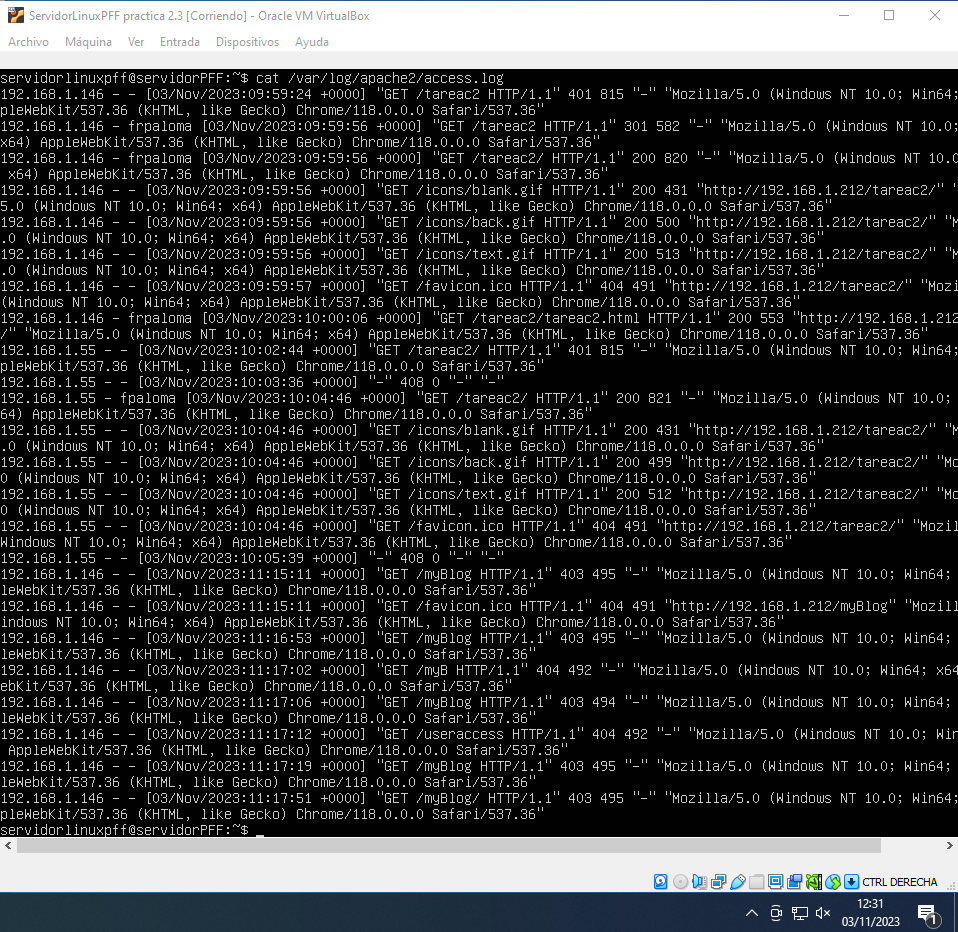 ServidorLinuxPFF practica 2.3 [Corriendo] - Oracle VM VirtualBox
Archivo Máquina Ver Entrada Dispositivos Ayuda
servidorlinuxpff@servidorPFF:~$ cat /var/log/apache2/access.log
192.168.1.146 - - [03/Nov/2023:09:59:24 +0000] "GET /tareac2 HTTP/1.1" 401 815 "-" "Mozilla/5.0 (Windows NT 10.0; Win64;
pleWebKit/537.36 (KHTML, like Gecko) Chrome/118.0.0.0 Safari/537.36"
192.168.1.146 - frpaloma [03/Nov/2023:09:59:56 +0000] "GET /tareac2 HTTP/1.1" 301 582 "-" "Mozilla/5.0 (Windows NT 10.0;
x64) AppleWebKit/537.36 (KHTML, like Gecko) Chrome/118.0.0.0 Safari/537.36"
192.168.1.146 - frpaloma [03/Nov/2023:09:59:56 +0000] "GET /tareac2/ HTTP/1.1" 200 820 "-" "Mozilla/5.0 (Windows NT 10.0
 x64) AppleWebKit/537.36 (KHTML, like Gecko) Chrome/118.0.0.0 Safari/537.36"
192.168.1.146 - - [03/Nov/2023:09:59:56 +0000] "GET /icons/blank.gif HTTP/1.1" 200 431 "http://192.168.1.212/tareac2/" "
5.0 (Windows NT 10.0; Win64; x64) AppleWebKit/537.36 (KHTML, like Gecko) Chrome/118.0.0.0 Safari/537.36"
192.168.1.146 - - [03/Nov/2023:09:59:56 +0000] "GET /icons/back.gif HTTP/1.1" 200 500 "http://192.168.1.212/tareac2/" "M
.0 (Windows NT 10.0; Win64; x64) AppleWebKit/537.36 (KHTML, like Gecko) Chrome/118.0.0.0 Safari/537.36"
192.168.1.146 - - [03/Nov/2023:09:59:56 +0000] "GET /icons/text.gif HTTP/1.1" 200 513 "http://192.168.1.212/tareac2/" "M
.0 (Windows NT 10.0; Win64; x64) AppleWebKit/537.36 (KHTML, like Gecko) Chrome/118.0.0.0 Safari/537.36"
192.168.1.146 - - [03/Nov/2023:09:59:57 +0000] "GET /favicon.ico HTTP/1.1" 404 491 "http://192.168.1.212/tareac2/" "Mozi
(Windows NT 10.0; Win64; x64) AppleWebKit/537.36 (KHTML, like Gecko) Chrome/118.0.0.0 Safari/537.36"
192.168.1.146 - frpaloma [03/Nov/2023:10:00:06 +0000] "GET /tareac2/tareac2.html HTTP/1.1" 200 553 "http://192.168.1.212
/" "Mozilla/5.0 (Windows NT 10.0; Win64; x64) AppleWebKit/537.36 (KHTML, like Gecko) Chrome/118.0.0.0 Safari/537.36"
192.168.1.55 - - [03/Nov/2023:10:02:44 +0000] "GET /tareac2/ HTTP/1.1" 401 815 "-" "Mozilla/5.0 (Windows NT 10.0; Win64;
pleWebKit/537.36 (KHTML, like Gecko) Chrome/118.0.0.0 Safari/537.36"
192.168.1.55 - - [03/Nov/2023:10:03:36 +0000] "-" 408 0 "-" "-"
192.168.1.55 - fpaloma [03/Nov/2023:10:04:46 +0000] "GET /tareac2/ HTTP/1.1" 200 821 "-" "Mozilla/5.0 (Windows NT 10.0;
64) AppleWebKit/537.36 (KHTML, like Gecko) Chrome/118.0.0.0 Safari/537.36"
192.168.1.55 - - [03/Nov/2023:10:04:46 +0000] "GET /icons/blank.gif HTTP/1.1" 200 431 "http://192.168.1.212/tareac2/" "M
.0 (Windows NT 10.0; Win64; x64) AppleWebKit/537.36 (KHTML, like Gecko) Chrome/118.0.0.0 Safari/537.36"
192.168.1.55 - - [03/Nov/2023:10:04:46 +0000] "GET /icons/back.gif HTTP/1.1" 200 499 "http://192.168.1.212/tareac2/" "Mo
0 (Windows NT 10.0; Win64; x64) AppleWebKit/537.36 (KHTML, like Gecko) Chrome/118.0.0.0 Safari/537.36"
192.168.1.55 - - [03/Nov/2023:10:04:46 +0000] "GET /icons/text.gif HTTP/1.1" 200 512 "http://192.168.1.212/tareac2/" "Mo
0 (Windows NT 10.0; Win64; x64) AppleWebKit/537.36 (KHTML, like Gecko) Chrome/118.0.0.0 Safari/537.36"
192.168.1.55 - - [03/Nov/2023:10:04:46 +0000] "GET /favicon.ico HTTP/1.1" 404 491 "http://192.168.1.212/tareac2/" "Mozil
Windows NT 10.0; Win64; x64) AppleWebKit/537.36 (KHTML, like Gecko) Chrome/118.0.0.0 Safari/537.36"
192.168.1.55 - - [03/Nov/2023:10:05:39 +0000] "-" 408 0 "-" "-"
192.168.1.146 - - [03/Nov/2023:11:15:11 +0000] "GET /myBlog HTTP/1.1" 403 495 "-" "Mozilla/5.0 (Windows NT 10.0; Win64;
leWebKit/537.36 (KHTML, like Gecko) Chrome/118.0.0.0 Safari/537.36"
192.168.1.146 - - [03/Nov/2023:11:15:11 +0000] "GET /favicon.ico HTTP/1.1" 404 491 "http://192.168.1.212/myBlog" "Mozill
indows NT 10.0; Win64; x64) AppleWebKit/537.36 (KHTML, like Gecko) Chrome/118.0.0.0 Safari/537.36"
192.168.1.146 - - [03/Nov/2023:11:16:53 +0000] "GET /myBlog HTTP/1.1" 403 495 "-" "Mozilla/5.0 (Windows NT 10.0; Win64;
leWebKit/537.36 (KHTML, like Gecko) Chrome/118.0.0.0 Safari/537.36"
192.168.1.146 - - [03/Nov/2023:11:17:02 +0000] "GET /myB HTTP/1.1" 404 492 "-" "Mozilla/5.0 (Windows NT 10.0; Win64; x64
ebKit/537.36 (KHTML, like Gecko) Chrome/118.0.0.0 Safari/537.36"
192.168.1.146 - - [03/Nov/2023:11:17:06 +0000] "GET /myBlog HTTP/1.1" 403 494 "-" "Mozilla/5.0 (Windows NT 10.0; Win64;
leWebKit/537.36 (KHTML, like Gecko) Chrome/118.0.0.0 Safari/537.36"
192.168.1.146 - - [03/Nov/2023:11:17:12 +0000] "GET /useraccess HTTP/1.1" 404 492 "-" "Mozilla/5.0 (Windows NT 10.0; Win
 AppleWebKit/537.36 (KHTML, like Gecko) Chrome/118.0.0.0 Safari/537.36"
192.168.1.146 - - [03/Nov/2023:11:17:19 +0000] "GET /myBlog HTTP/1.1" 403 495 "-" "Mozilla/5.0 (Windows NT 10.0; Win64;
leWebKit/537.36 (KHTML, like Gecko) Chrome/118.0.0.0 Safari/537.36"
192.168.1.146 - - [03/Nov/2023:11:17:51 +0000] "GET /myBlog/ HTTP/1.1" 403 495 "-" "Mozilla/5.0 (Windows NT 10.0; Win64;
pleWebKit/537.36 (KHTML, like Gecko) Chrome/118.0.0.0 Safari/537.36"
servidorlinuxpff@servidorPFF:~$ _
CTRL DERECHA
12:31
03/11/2023
1